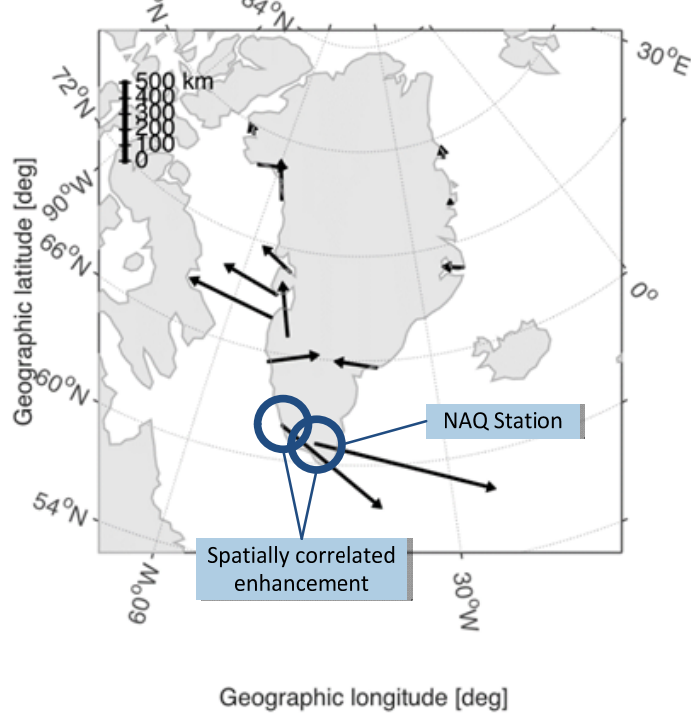 84°N
°N
30°E
72°N
500 km
400
300
200
100
0
90°W
66°N
0°
60°N
NAQ Station
54°N
Spatially correlated
enhancement
60°W
30°W
Geographic latitude [deg]
Geographic longitude [deg]